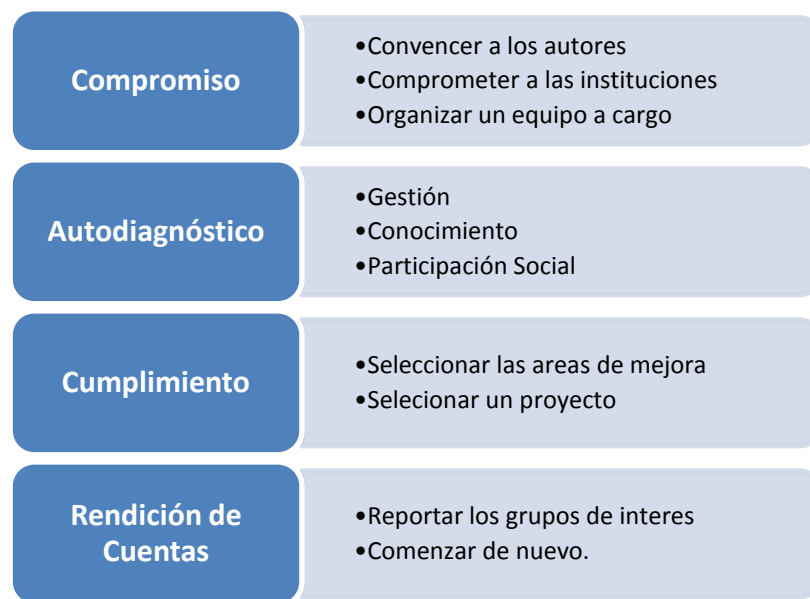 Compromiso
•Convencer a los autores
•Comprometer a las instituciones
•Organizar un equipo a cargo
Autodiagnóstico
•Gestión
•Conocimiento
•Participación Social
Cumplimiento
•Seleccionar las areas de mejora
•Selecionar un proyecto
Rendición de
Cuentas
•Reportar los grupos de interes
•Comenzar de nuevo.